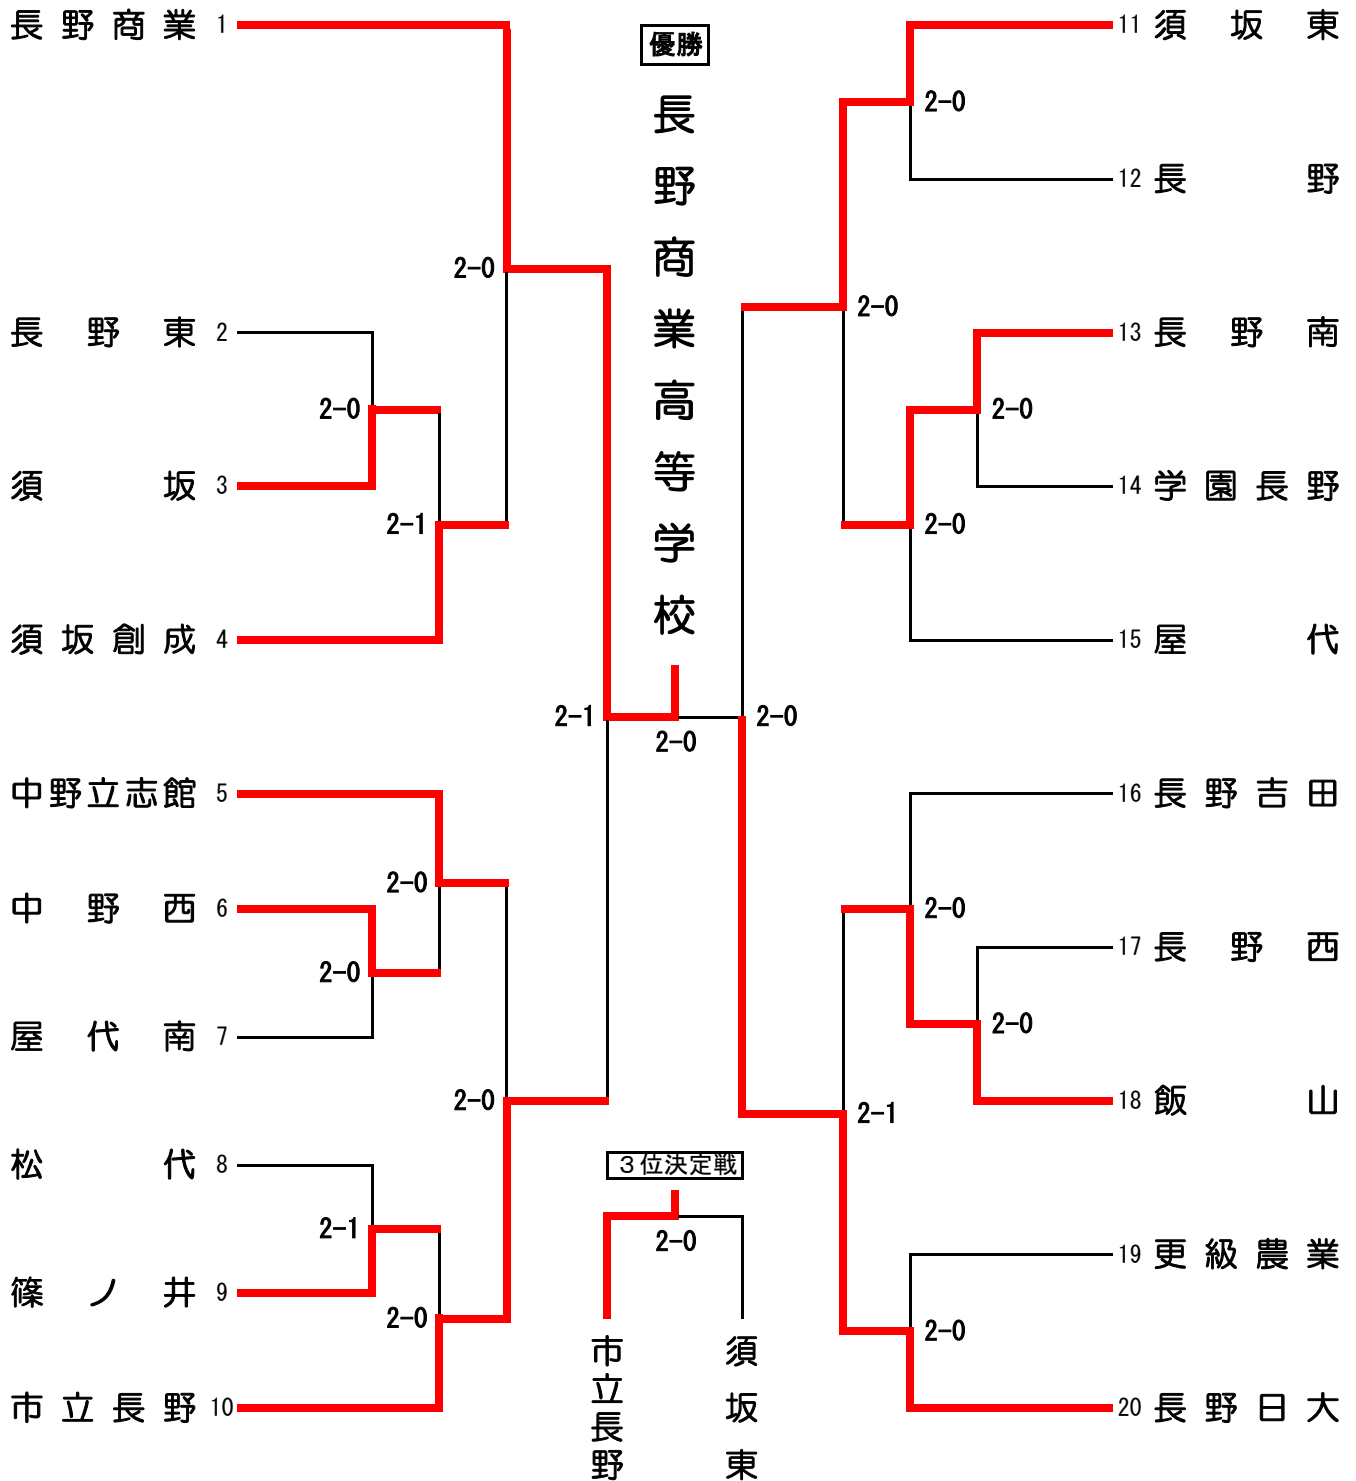 長野商業 1
2-0
長野東 2
2-0
須坂 3
2-1
須坂創成 4
2-1
中野立志館 5
2-0
中野西 6
2-0
屋代南 7
2-0
松代 8
2-1
篠ノ井 9
2-0
市立長野 10
優勝
長野商業高等学校
2-0
3位決定戦
2-0
市立長野
須坂東
11 須坂東
2-0
12 長野
2-0
13 長野南
2-0
14 学園長野
2-0
15 屋代
2-0
16 長野吉田
2-0
17 長野西
2-0
18 飯山
2-1
19 更級農業
2-0
20 長野日大